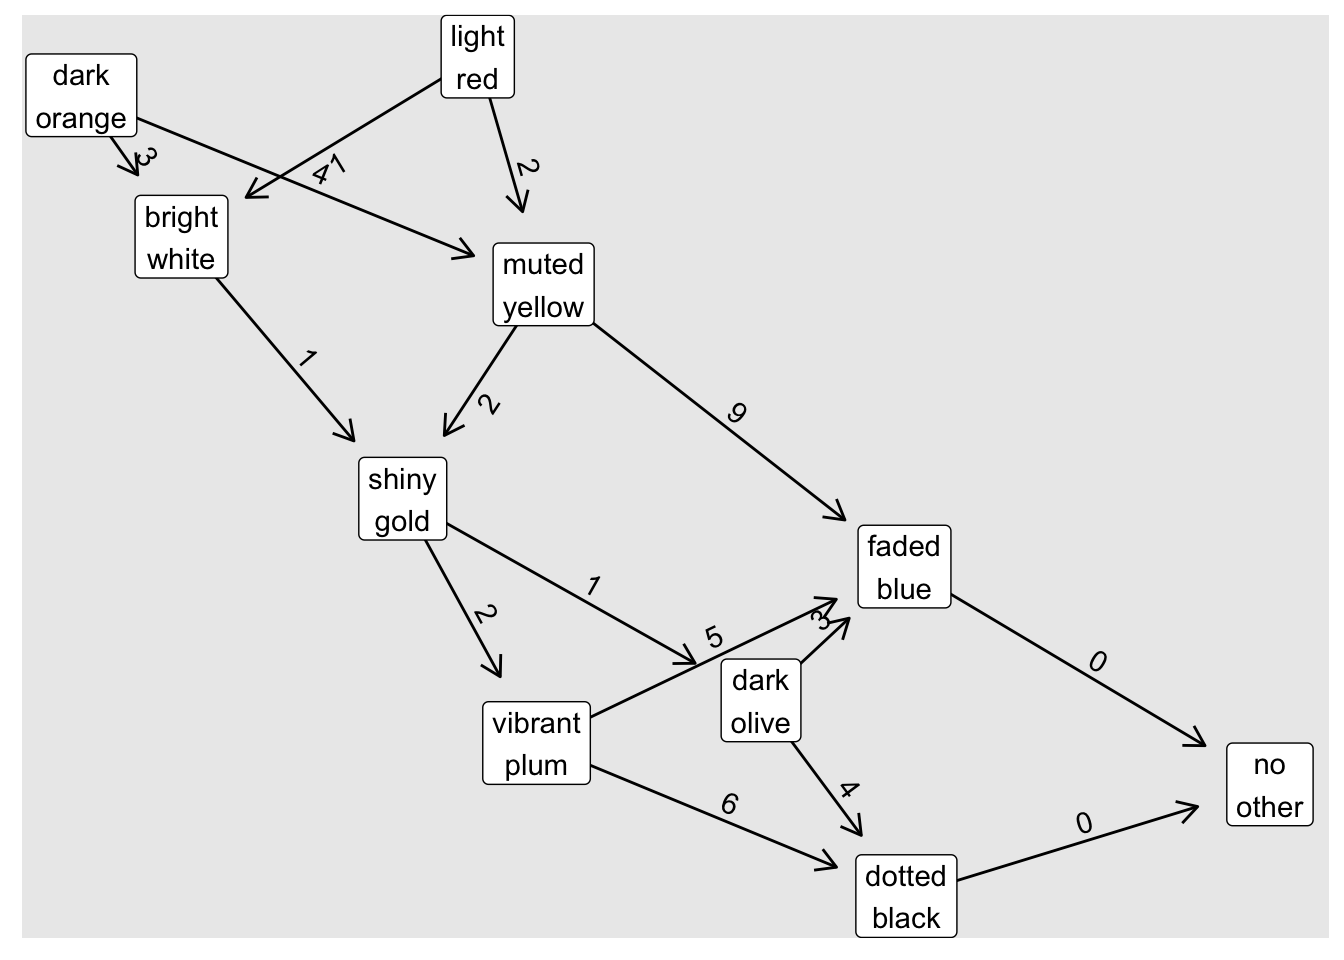 light
red
dark
orange
3
4
1
2
bright
white
muted
yellow
1
2
9
shiny
gold
faded
blue
1
2
5
3
0
dark
olive
vibrant
plum
no
other
4
6
0
dotted
black